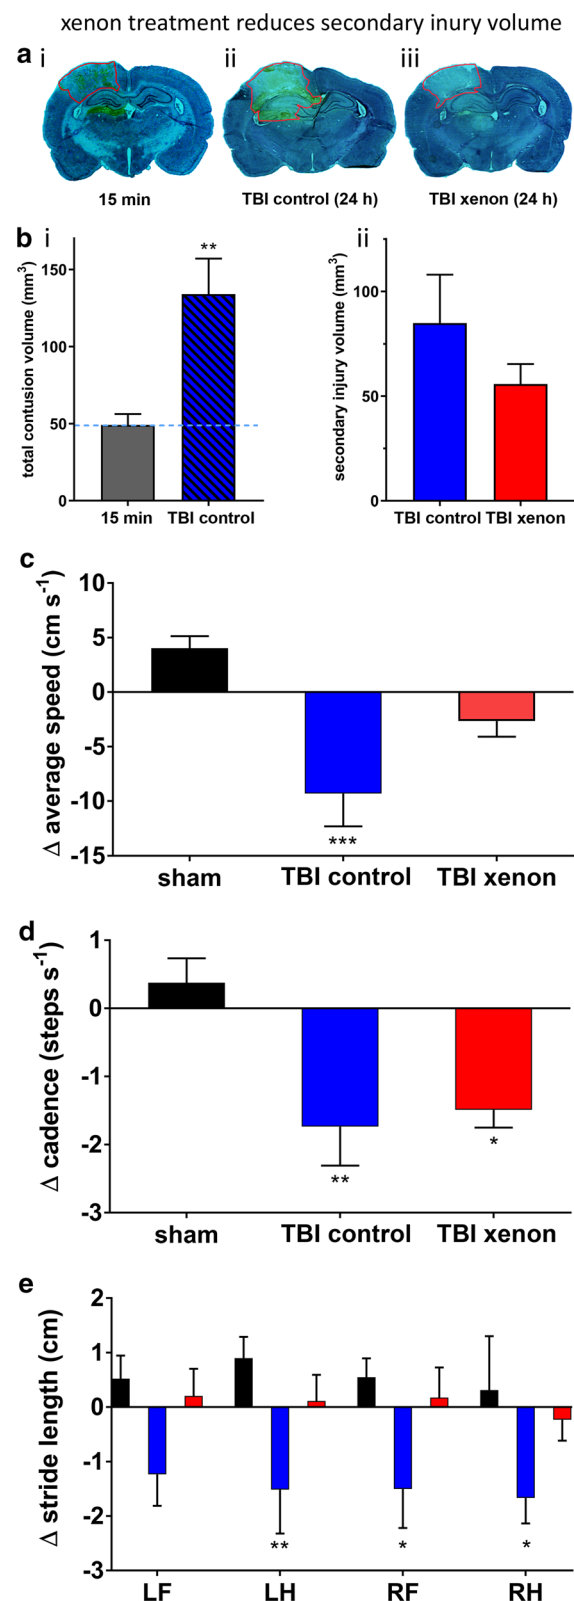 xenon treatment reduces secondary inury volume
a i ii iii
15 min TBI control (24 h) TBI xenon (24 h)
b i ii
total contusion volume (mm³)
150
100
50
0
**
15 min TBI control
secondary injury volume (mm³)
100
50
0
TBI control TBI xenon
c
Δ average speed (cm s⁻¹)
10
5
0
-5
-10
-15
***
sham TBI control TBI xenon
d
Δ cadence (steps s⁻¹)
1
0
-1
-2
-3
**
*
sham TBI control TBI xenon
e
Δ stride length (cm)
2
1
0
-1
-2
-3
** * *
LF LH RF RH